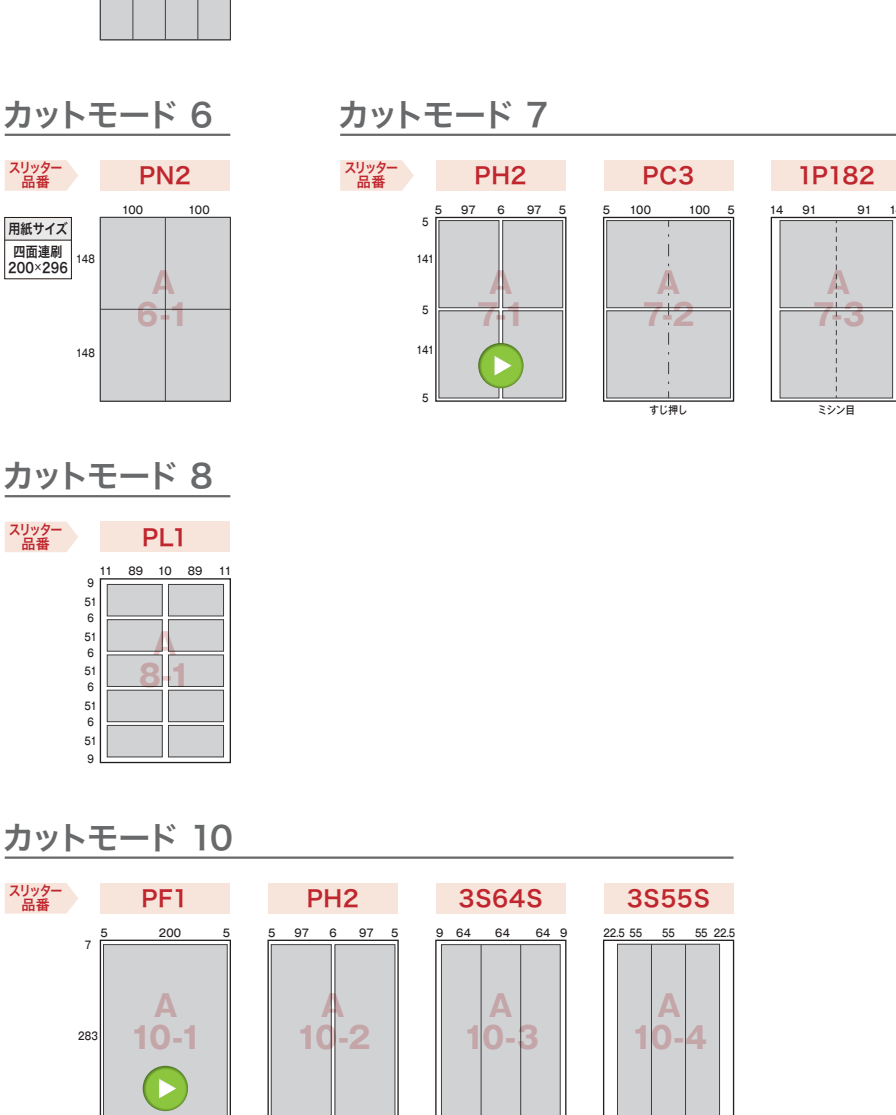 カットモード 6
スリッター
品番
PN2
用紙サイズ
四面連刷
200×296
100 100
148
148
A
6-1
カットモード 7
スリッター
品番
PH2
5 97 6 97 5
5
141
5
141
5
A
7-1
PC3
5 100 100 5
A
7-2
すじ押し
1P182
14 91 91
A
7-3
ミシン目
カットモード 8
スリッター
品番
PL1
11 89 10 89 11
9
51
6
51
6
51
6
51
6
51
9
A
8-1
カットモード 10
スリッター
品番
PF1
5 200 5
7
283
A
10-1
PH2
5 97 6 97 5
A
10-2
3S64S
9 64 64 64 9
A
10-3
3S55S
22.5 55 55 55 22.5
A
10-4